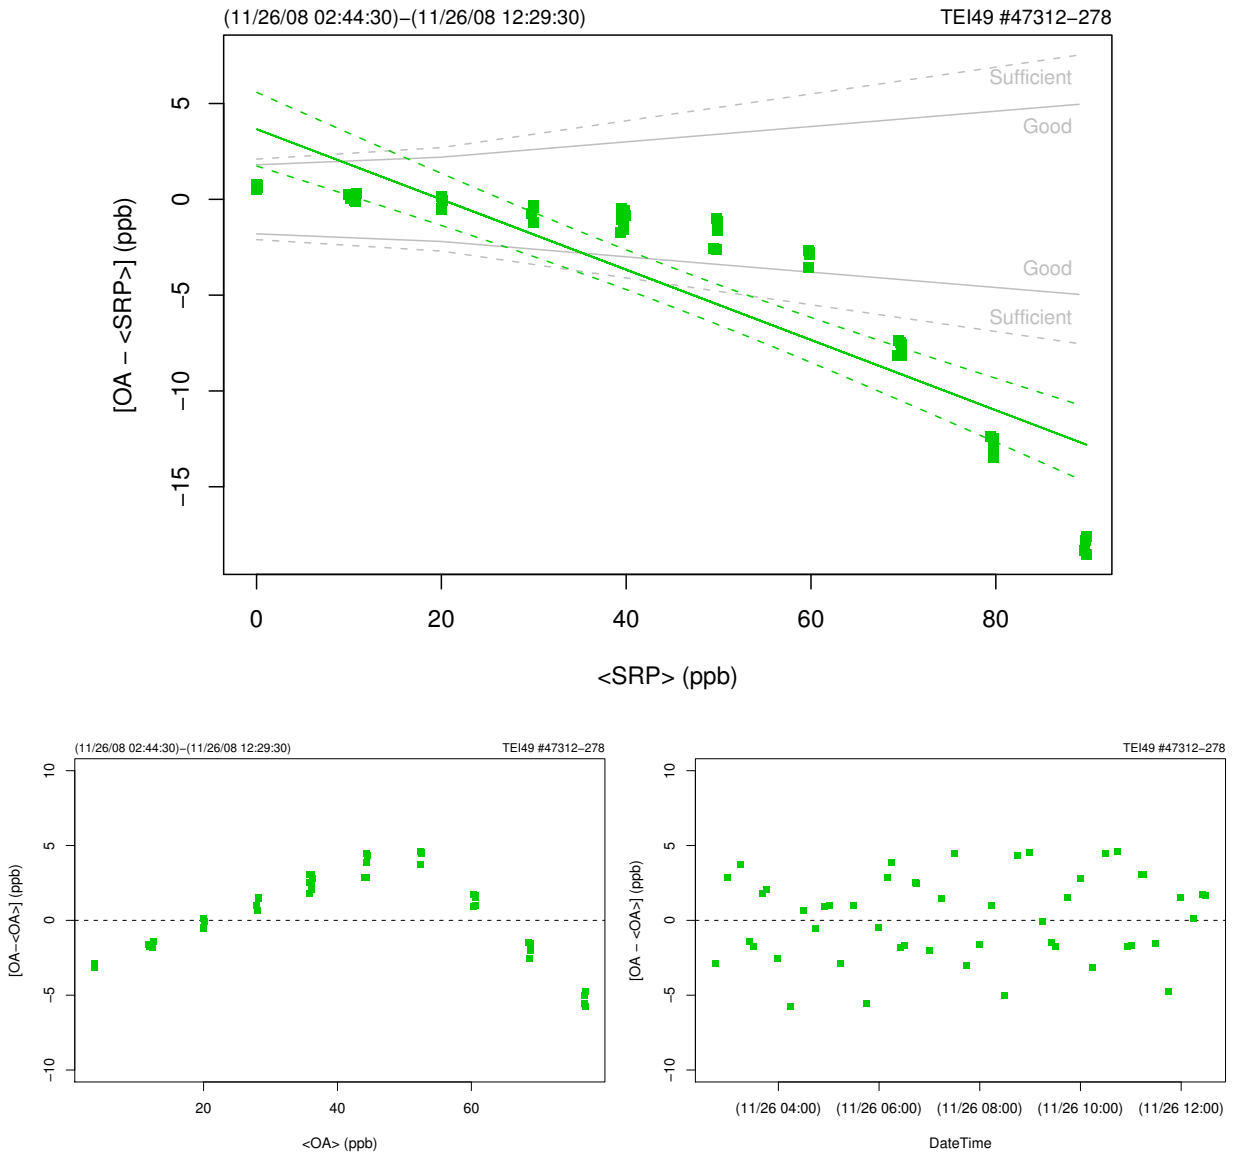 (11/26/08 02:44:30)−(11/26/08 12:29:30) TEI49 #47312−278
Sufficient
Good
Good
Sufficient
[OA − <SRP>] (ppb)
5
0
−5
−10
−15
0 20 40 60 80
<SRP> (ppb)
(11/26/08 02:44:30)−(11/26/08 12:29:30) TEI49 #47312−278
[OA−<OA>] (ppb)
10
5
0
−5
−10
20 40 60
<OA> (ppb)
TEI49 #47312−278
[OA − <OA>] (ppb)
10
5
0
−5
−10
(11/26 04:00) (11/26 06:00) (11/26 08:00) (11/26 10:00) (11/26 12:00)
DateTime